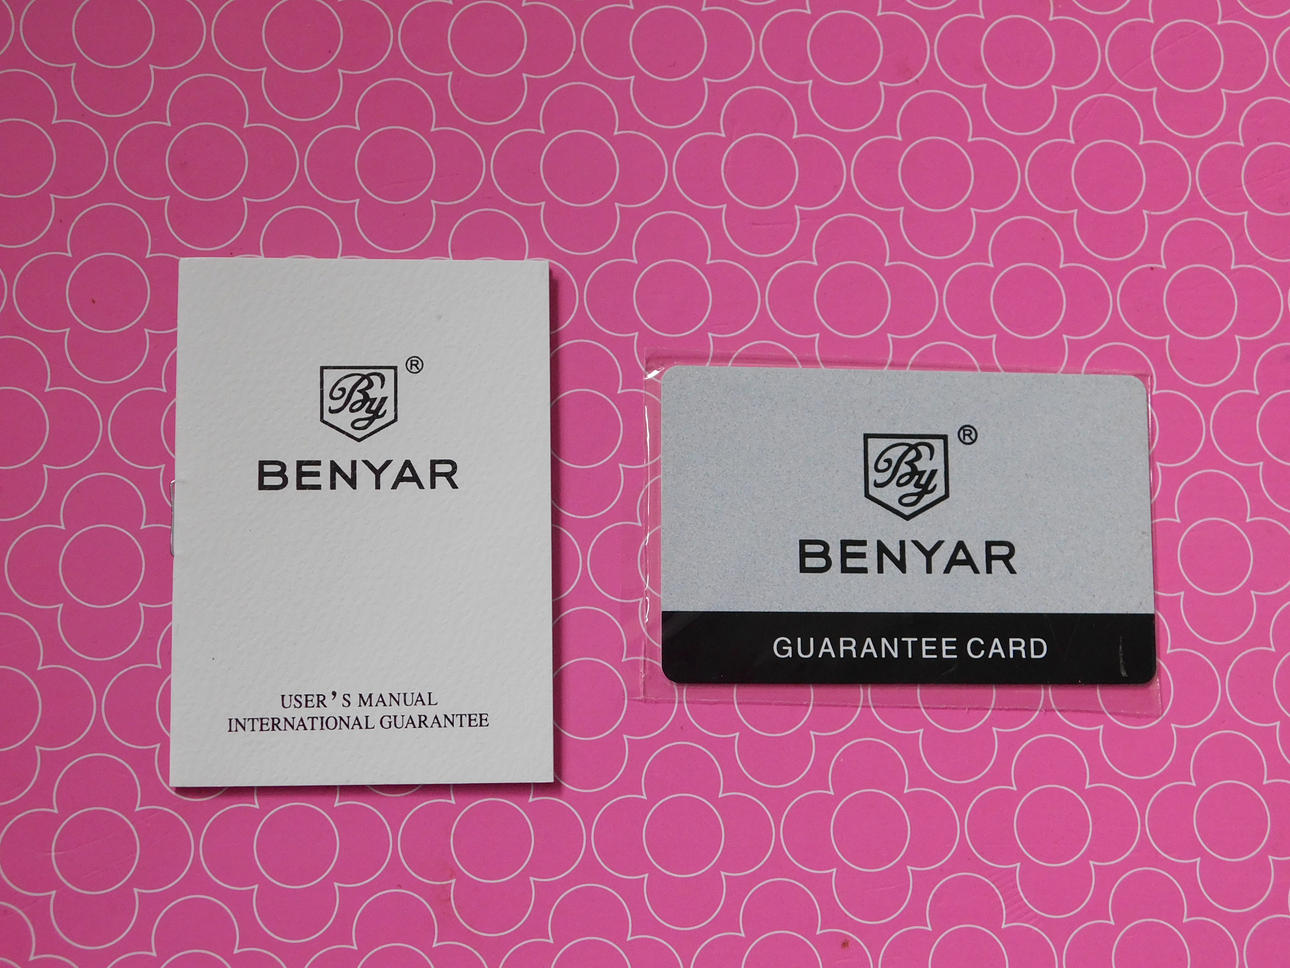 By ®
BENYAR
USER'S MANUAL
INTERNATIONAL GUARANTEE
By ®
BENYAR
GUARANTEE CARD